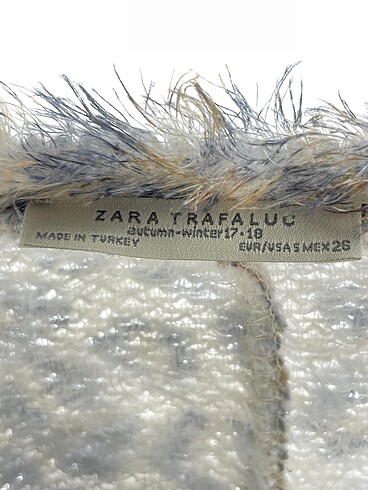 ZARA TRAFALUC
autumn-winter 17-18
MADE IN TURKEY
EUR/USA S MEX 26